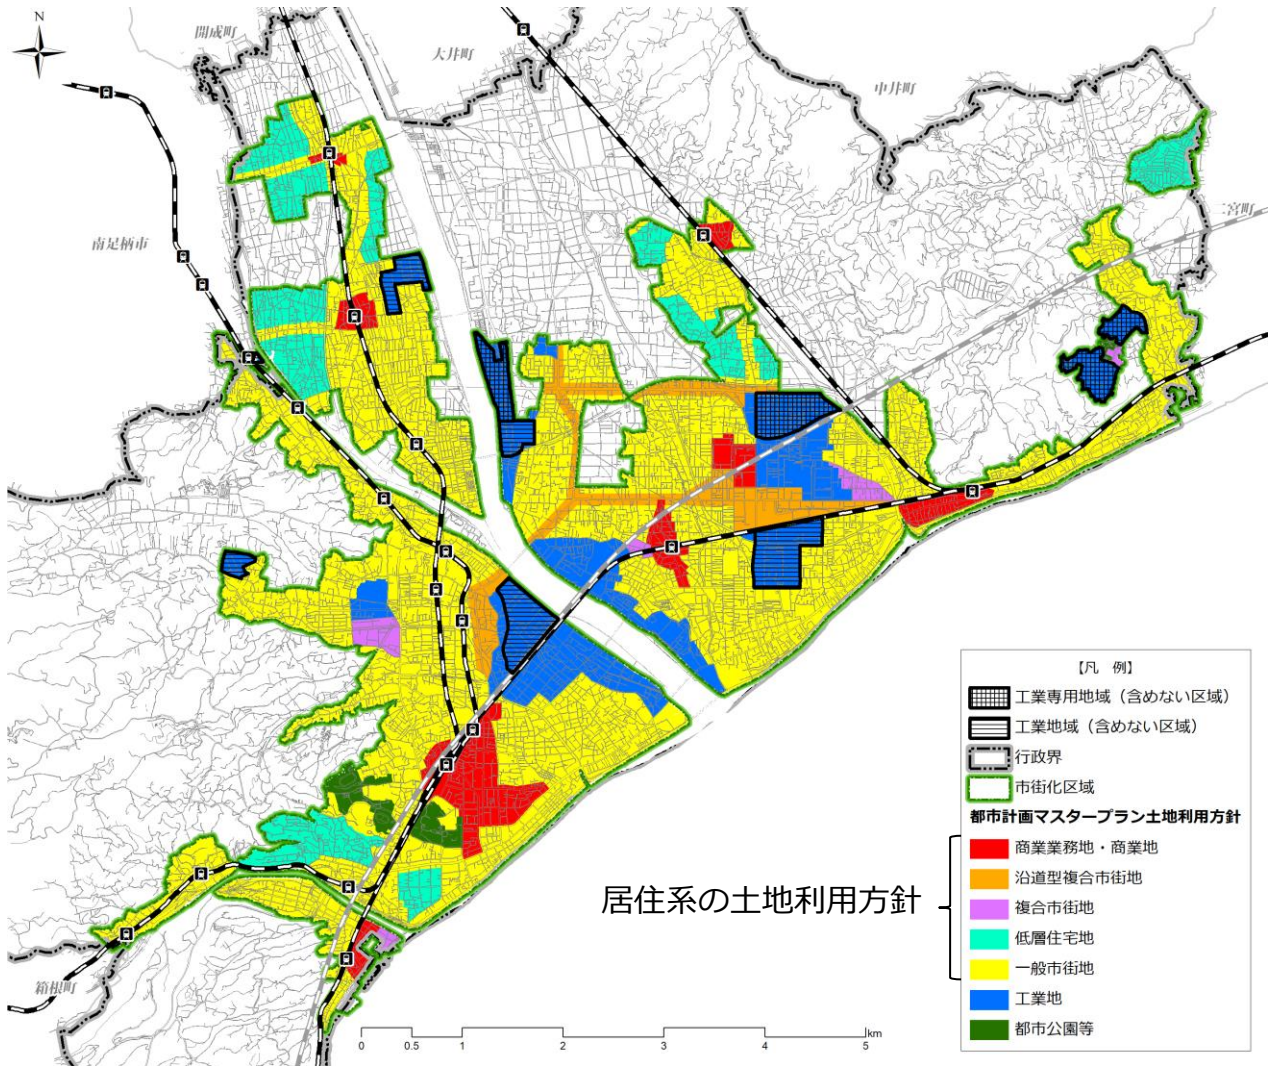 N
開成町
大井町
中井町
南足柄市
二宮町
箱根町
【凡 例】
工業専用地域（含めない区域）
工業地域（含めない区域）
行政界
市街化区域
都市計画マスタープラン土地利用方針
商業業務地・商業地
沿道型複合市街地
複合市街地
低層住宅地
一般市街地
工業地
都市公園等
居住系の土地利用方針
km
0 0.5 1 2 3 4 5